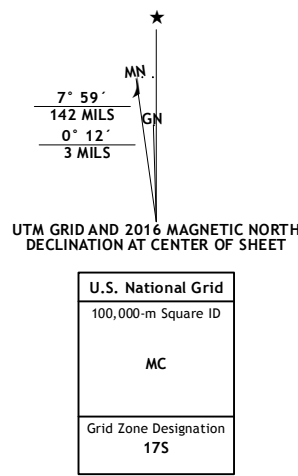 ★
MN
7° 59´
142 MILS
GN
0° 12´
3 MILS
UTM GRID AND 2016 MAGNETIC NORTH
DECLINATION AT CENTER OF SHEET
U.S. National Grid
100,000-m Square ID
MC
Grid Zone Designation
17S